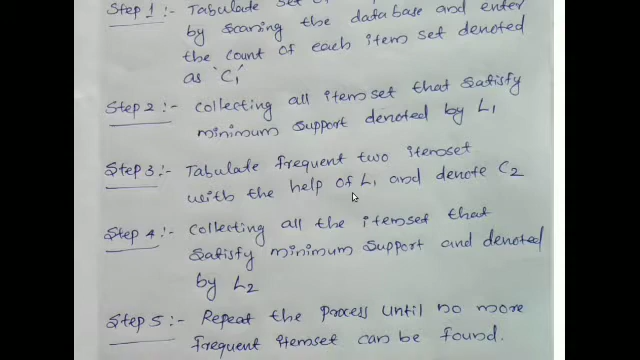 Step 1 :- Tabulate set of
by scaning the database and enter
the count of each item set denoted
as 'C1'
Step 2 :- collecting all itemset that satisfy
minimum support denoted by L1
Step 3 :- Tabulate frequent two itemset
with the help of L1 and denote C2
Step 4 :- Collecting all the itemset that
satisfy minimum support and denoted
by L2
Step 5 :- Repeat the process until no more
frequent itemset can be found.